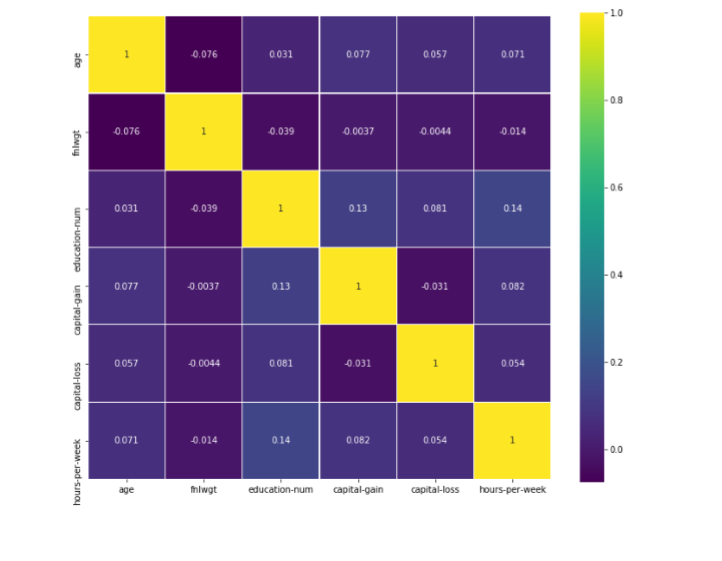 1.0
age 1 -0.076 0.031 0.077 0.057 0.071
0.8
fnlwgt -0.076 1 -0.039 -0.0037 -0.0044 -0.014
0.6
education-num 0.031 -0.039 1 0.13 0.081 0.14
0.4
capital-gain 0.077 -0.0037 0.13 1 -0.031 0.082
0.2
capital-loss 0.057 -0.0044 0.081 -0.031 1 0.054
hours-per-week 0.071 -0.014 0.14 0.082 0.054 1
0.0
age fnlwgt education-num capital-gain capital-loss hours-per-week